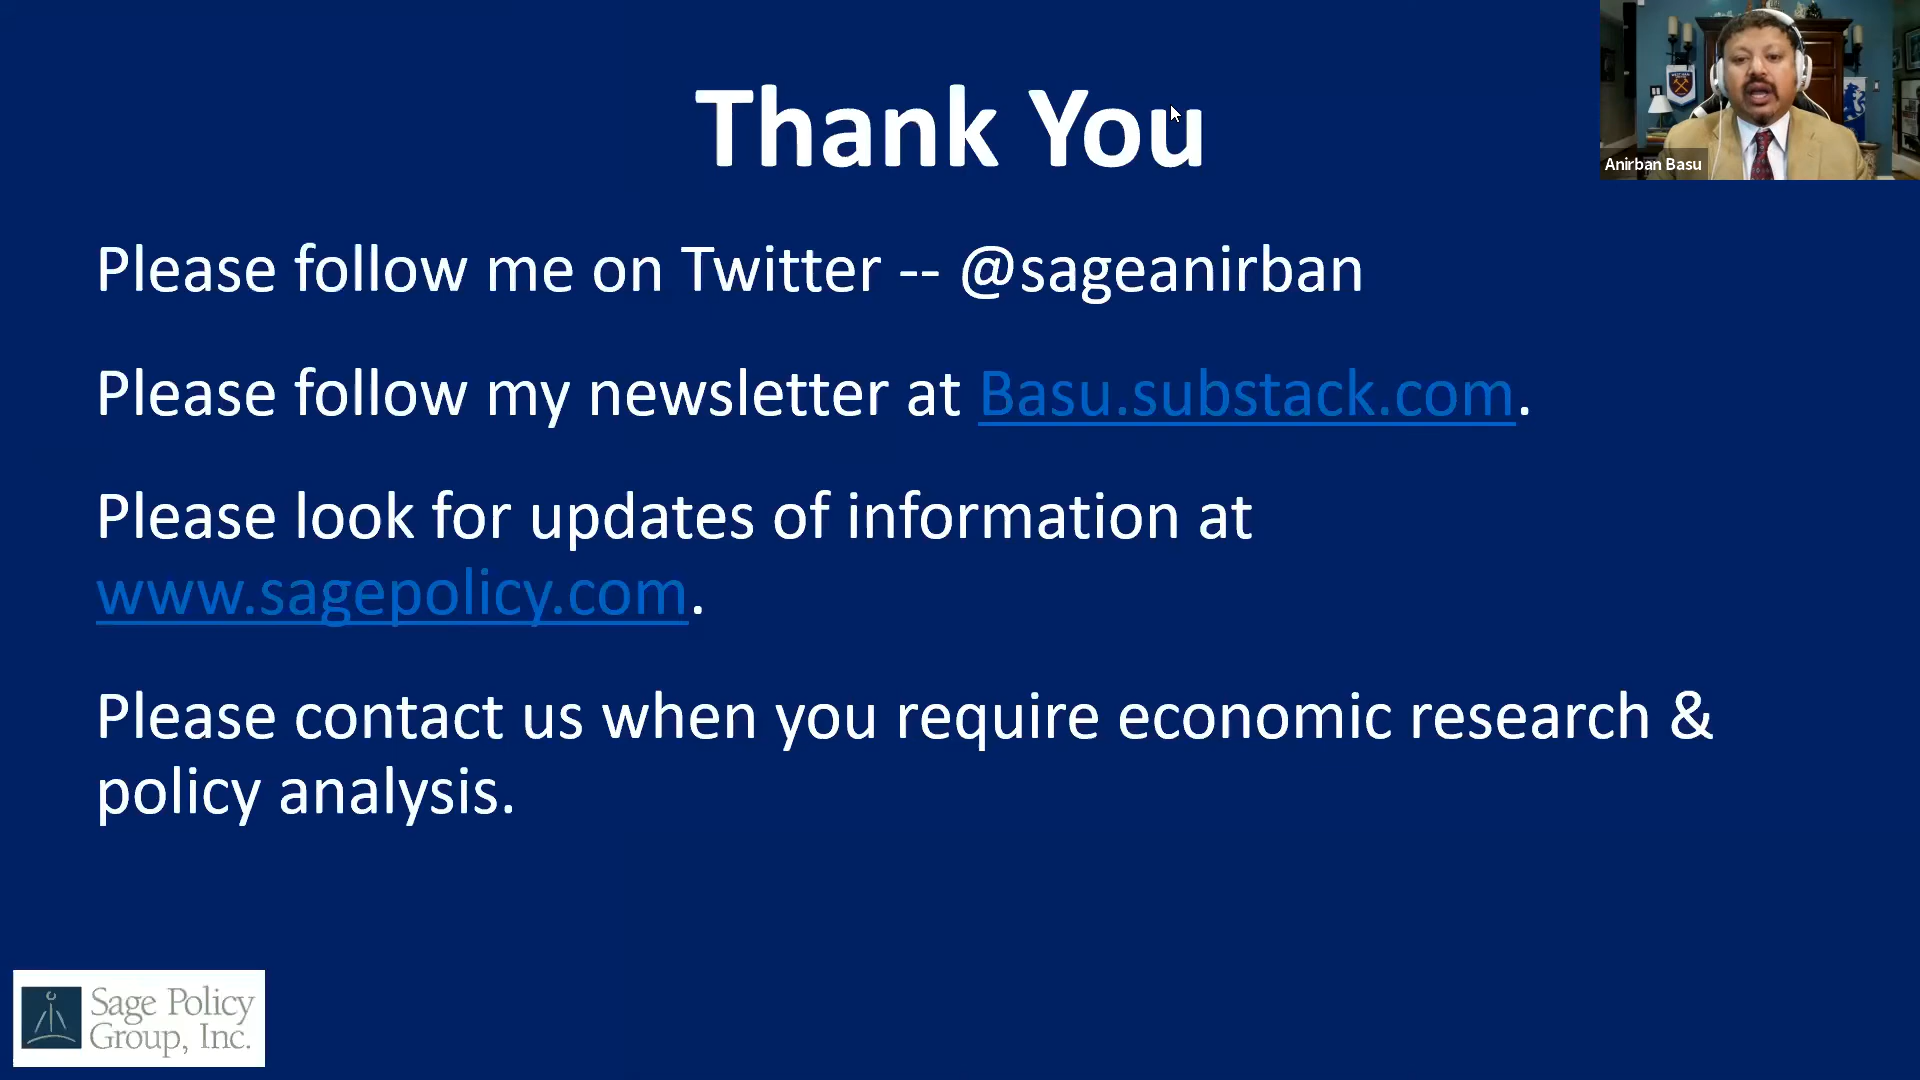 Thank You
Anirban Basu
Please follow me on Twitter -- @sageanirban
Please follow my newsletter at Basu.substack.com.
Please look for updates of information at
www.sagepolicy.com.
Please contact us when you require economic research &
policy analysis.
Sage Policy
Group, Inc.